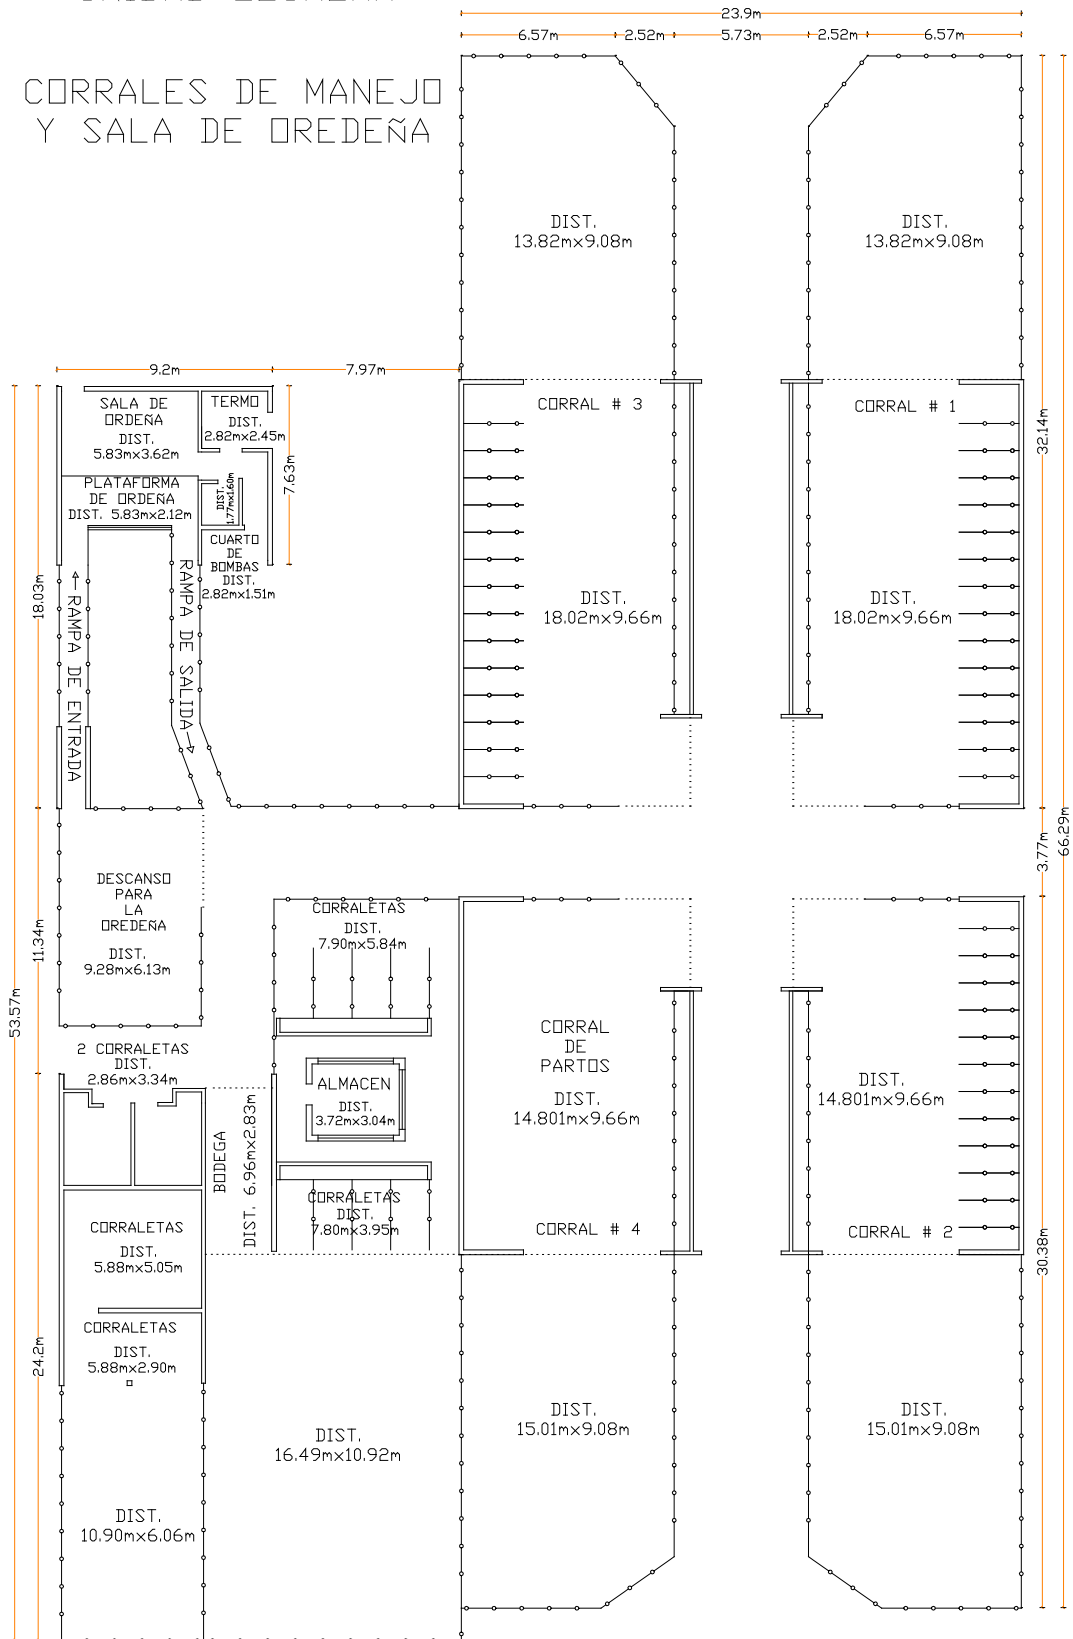 CORRALES DE MANEJO
Y SALA DE OREDEÑA
23.9m
6.57m
2.52m
5.73m
2.52m
6.57m
DIST.
13.82mx9.08m
DIST.
13.82mx9.08m
9.2m
7.97m
SALA DE
ORDEÑA
DIST.
5.83mx3.62m
TERMO
DIST.
2.82mx2.45m
PLATAFORMA
DE ORDEÑA
DIST. 5.83mx2.12m
DIST.
1.77mx1.60m
CUARTO
DE
BOMBAS
DIST.
2.82mx1.51m
7.63m
18.03m
RAMPA DE ENTRADA
RAMPA DE SALIDA
CORRAL # 3
CORRAL # 1
32.14m
DIST.
18.02mx9.66m
DIST.
18.02mx9.66m
3.77m
66.29m
DESCANSO
PARA
LA
OREDEÑA
DIST.
9.28mx6.13m
11.34m
53.57m
CORRALETAS
DIST.
7.90mx5.84m
2 CORRALETAS
DIST.
2.86mx3.34m
ALMACEN
DIST.
3.72mx3.04m
BODEGA
DIST. 6.96mx2.83m
CORRAL
DE
PARTOS
DIST.
14.801mx9.66m
DIST.
14.801mx9.66m
CORRALETAS
DIST.
7.80mx3.95m
CORRAL # 4
CORRAL # 2
30.38m
CORRALETAS
DIST.
5.88mx5.05m
CORRALETAS
DIST.
5.88mx2.90m
24.2m
DIST.
16.49mx10.92m
DIST.
15.01mx9.08m
DIST.
15.01mx9.08m
DIST.
10.90mx6.06m